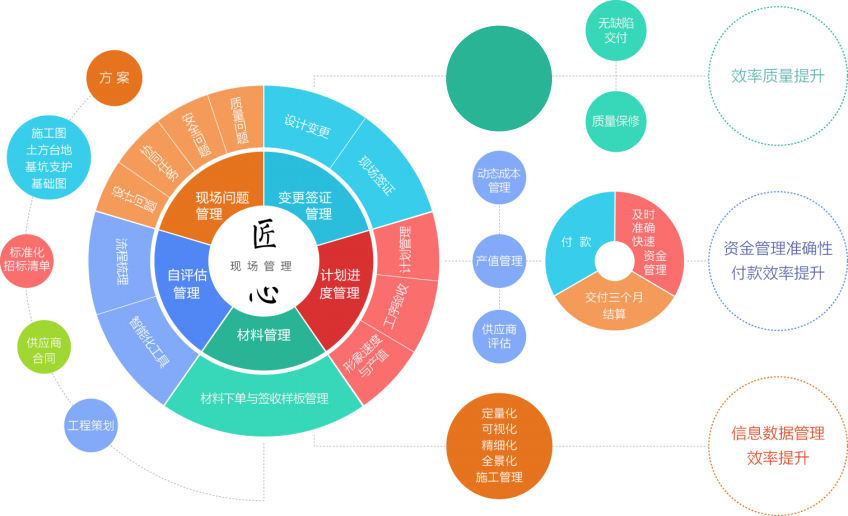 方案
施工图
土方台地
基坑支护
基础图
标准化
招标清单
供应商
合同
工程策划
设计问题
协同任务
安全问题
质量问题
设计变更
现场签证
计划管理
工序验收
形象速度
与产值
材料下单与签收样板管理
智能化工具
流程梳理
现场问题
管理
变更签证
管理
计划进
度管理
材料管理
自评估
管理
匠
现场管理
心
无缺陷
交付
质量保修
动态成本
管理
产值管理
供应商
评估
付款
及时
准确
快速
资金
管理
交付三个月
结算
定量化
可视化
精细化
全景化
施工管理
效率质量提升
资金管理准确性
付款效率提升
信息数据管理
效率提升